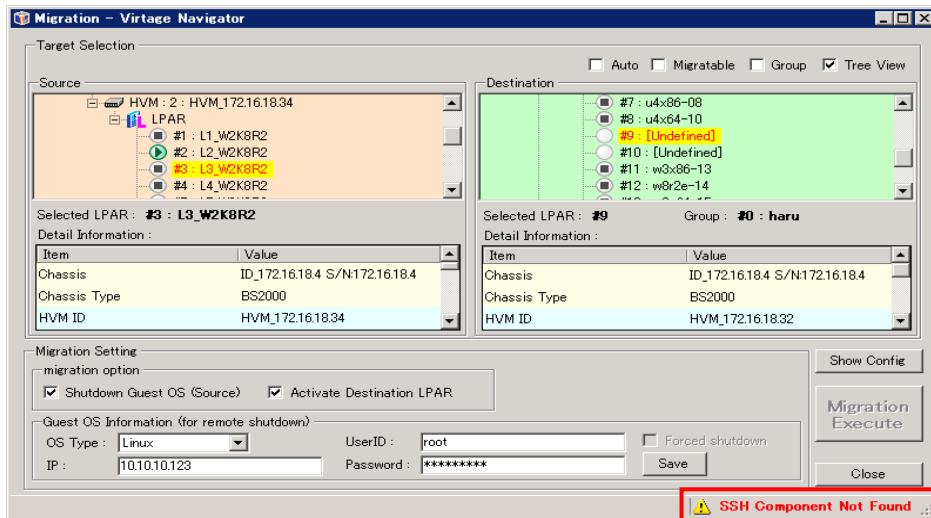 Migration - Virtage Navigator
Target Selection
Auto Migratable Group Tree View
Source
HVM : 2 : HVM_172.16.18.34
LPAR
#1 : L1_W2K8R2
#2 : L2_W2K8R2
#3 : L3_W2K8R2
#4 : L4_W2K8R2
Selected LPAR : #3 : L3_W2K8R2
Detail Information :
Item Value
Chassis ID_172.16.18.4 S/N:172.16.18.4
Chassis Type BS2000
HVM ID HVM_172.16.18.34
Destination
#7 : u4x86-08
#8 : u4x64-10
#9 : [Undefined]
#10 : [Undefined]
#11 : w3x86-13
#12 : w8r2e-14
Selected LPAR : #9 Group : #0 : haru
Detail Information :
Item Value
Chassis ID_172.16.18.4 S/N:172.16.18.4
Chassis Type BS2000
HVM ID HVM_172.16.18.32
Migration Setting
migration option
Shutdown Guest OS (Source) Activate Destination LPAR
Guest OS Information (for remote shutdown)
OS Type : Linux UserID : root Forced shutdown
IP : 10.10.10.123 Password : ********* Save
Show Config
Migration
Execute
Close
SSH Component Not Found